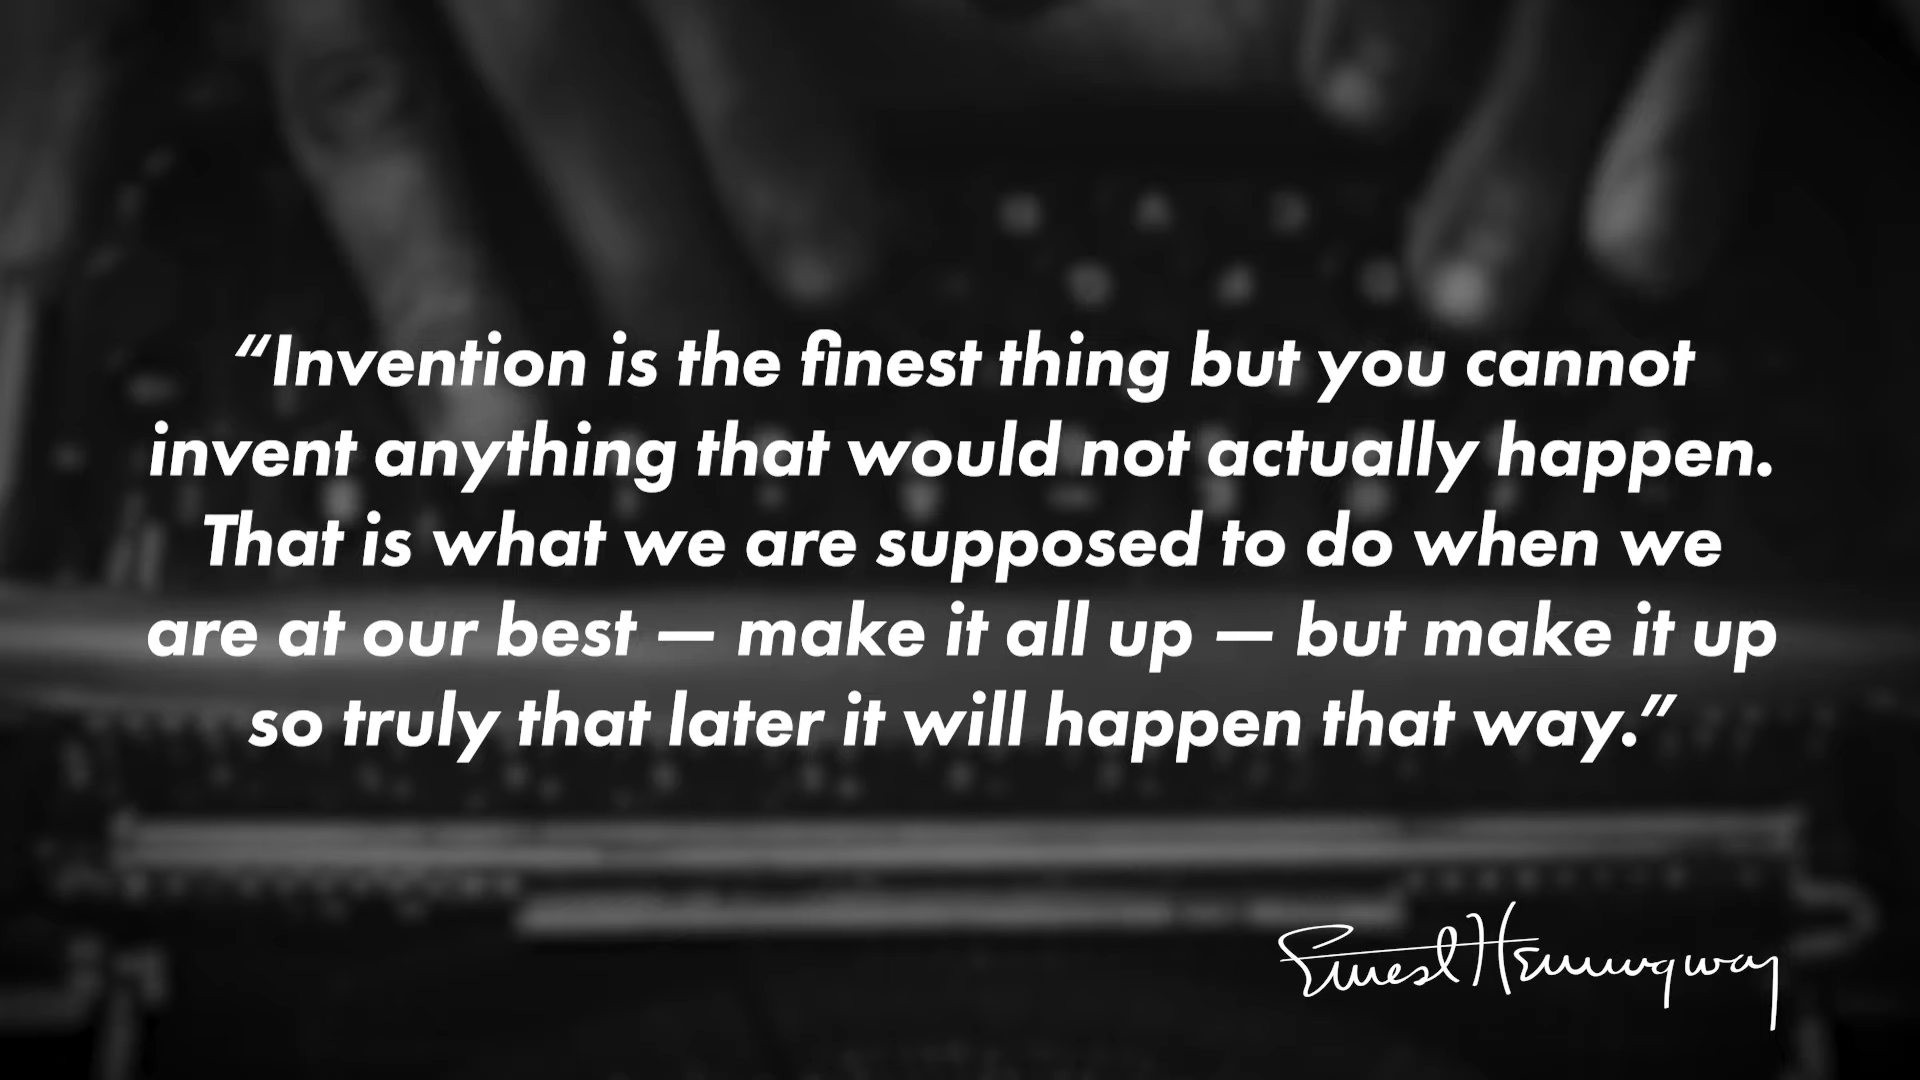 “Invention is the finest thing but you cannot
invent anything that would not actually happen.
That is what we are supposed to do when we
are at our best — make it all up — but make it up
so truly that later it will happen that way.”
Ernest Hemingway